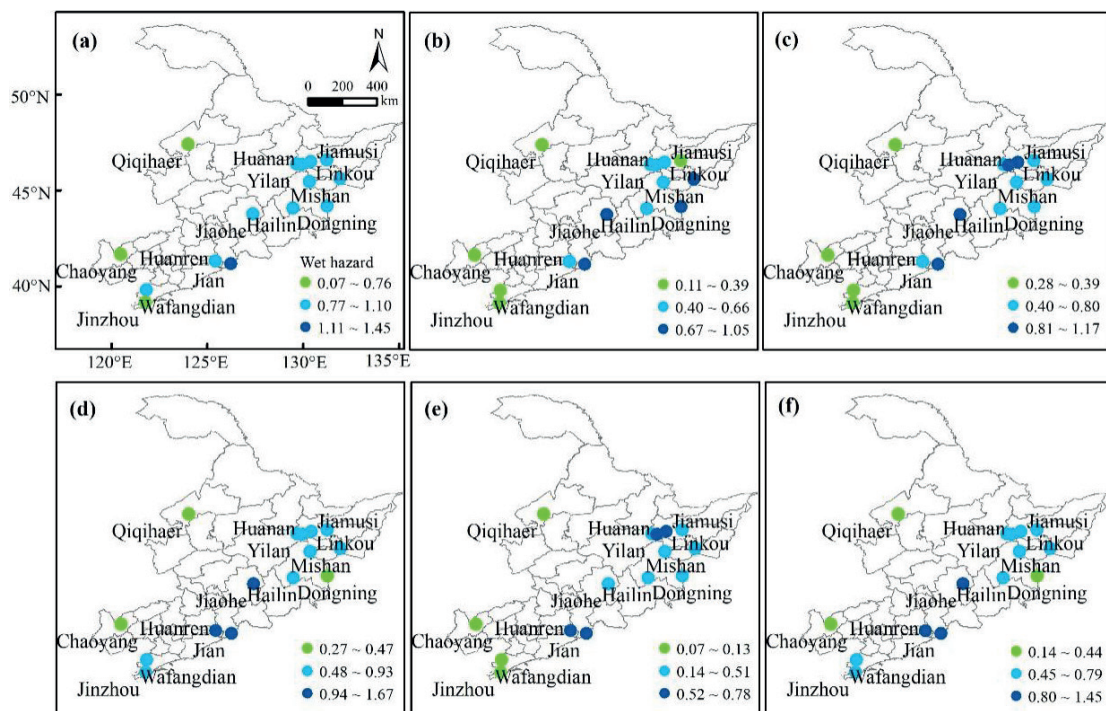 (a)
N
0 200 400
km
50°N
45°N
40°N
Qiqihaer
Huanan
Jiamusi
Yilan
Linkou
Mishan
Jiaohe
Hailin
Dongning
Chaoyang
Huanren
Jian
Wafangdian
Jinzhou
Wet hazard
0.07 ~ 0.76
0.77 ~ 1.10
1.11 ~ 1.45
120°E 125°E 130°E 135°E
(b)
Qiqihaer
Huanan
Jiamusi
Yilan
Linkou
Mishan
Jiaohe
Hailin
Dongning
Chaoyang
Huanren
Jian
Wafangdian
Jinzhou
0.11 ~ 0.39
0.40 ~ 0.66
0.67 ~ 1.05
(c)
Qiqihaer
Huanan
Jiamusi
Yilan
Linkou
Mishan
Jiaohe
Hailin
Dongning
Chaoyang
Huanren
Jian
Wafangdian
Jinzhou
0.28 ~ 0.39
0.40 ~ 0.80
0.81 ~ 1.17
(d)
Qiqihaer
Huanan
Jiamusi
Yilan
Linkou
Mishan
Jiaohe
Hailin
Dongning
Chaoyang
Huanren
Jian
Wafangdian
Jinzhou
0.27 ~ 0.47
0.48 ~ 0.93
0.94 ~ 1.67
(e)
Qiqihaer
Huanan
Jiamusi
Yilan
Linkou
Mishan
Jiaohe
Hailin
Dongning
Chaoyang
Huanren
Jian
Wafangdian
Jinzhou
0.07 ~ 0.13
0.14 ~ 0.51
0.52 ~ 0.78
(f)
Qiqihaer
Huanan
Jiamusi
Yilan
Linkou
Mishan
Jiaohe
Hailin
Dongning
Chaoyang
Huanren
Jian
Wafangdian
Jinzhou
0.14 ~ 0.44
0.45 ~ 0.79
0.80 ~ 1.45